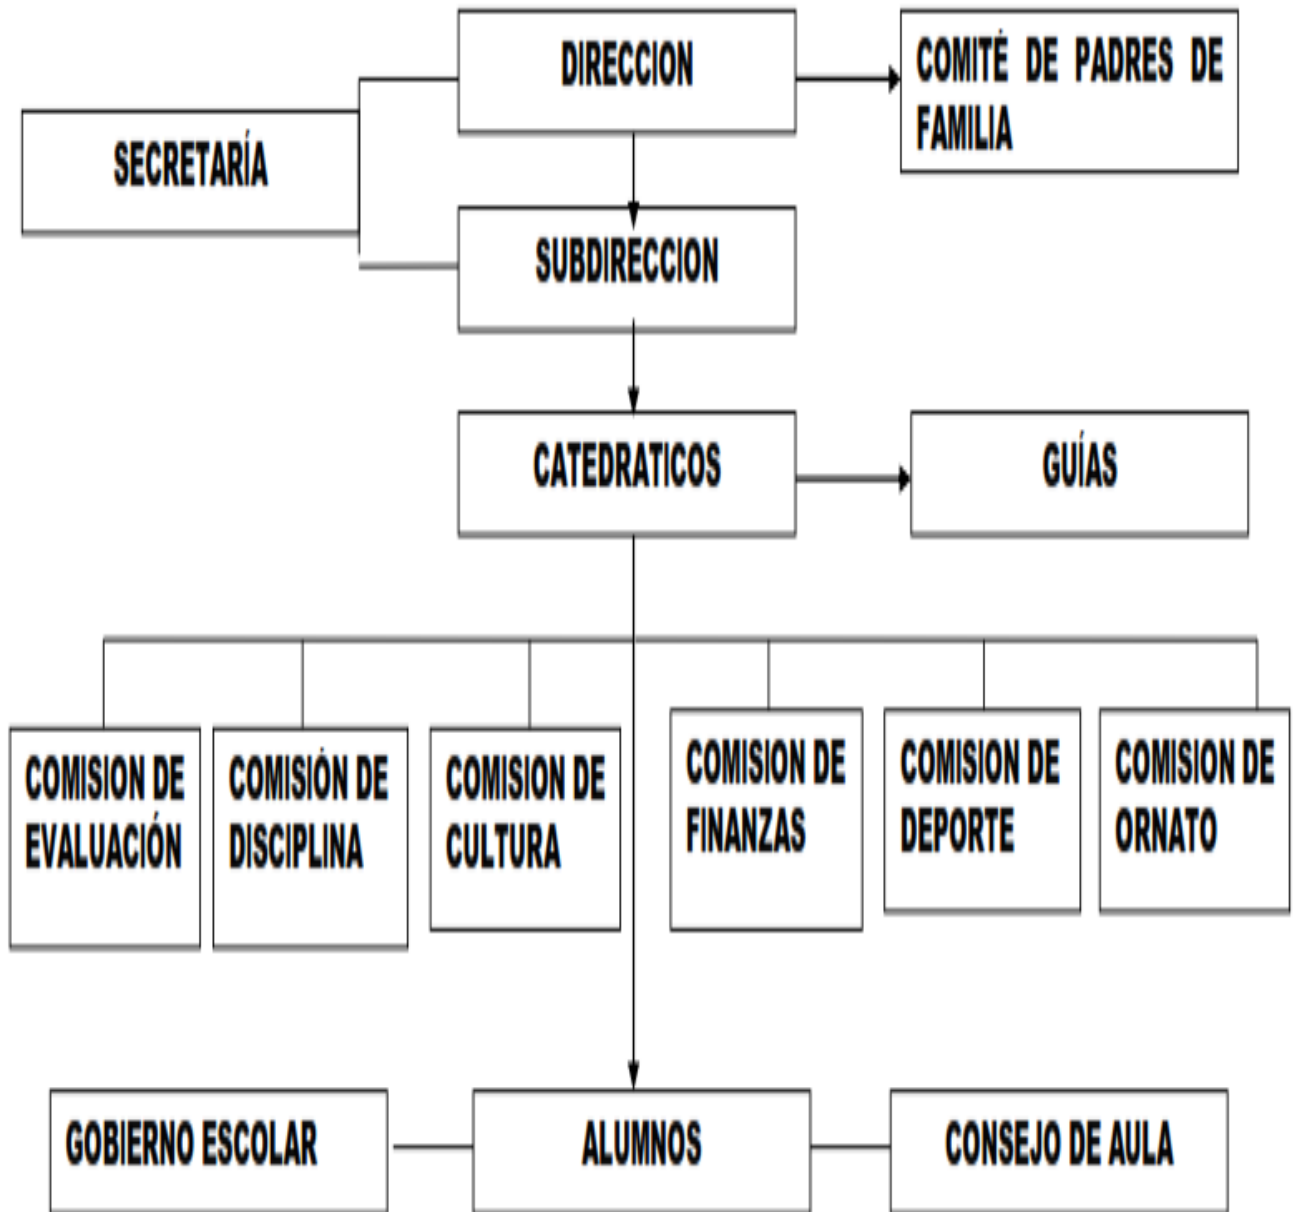 DIRECCION
COMITÉ DE PADRES DE
FAMILIA
SECRETARÍA
SUBDIRECCION
CATEDRATICOS
GUÍAS
COMISION DE
EVALUACIÓN
COMISIÓN DE
DISCIPLINA
COMISION DE
CULTURA
COMISION DE
FINANZAS
COMISION DE
DEPORTE
COMISION DE
ORNATO
GOBIERNO ESCOLAR
ALUMNOS
CONSEJO DE AULA